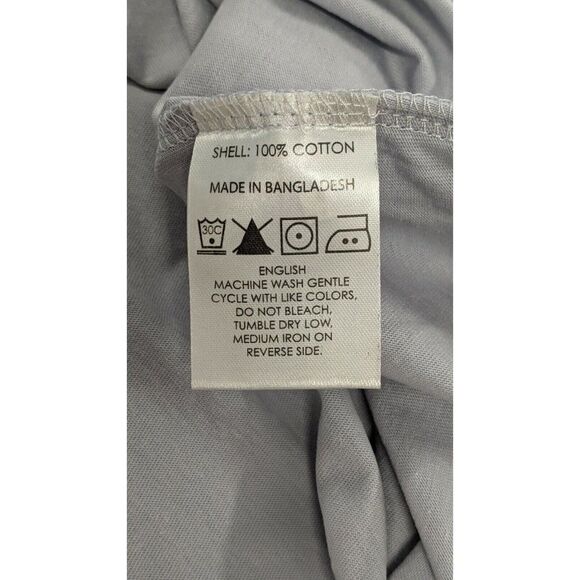 SHELL: 100% COTTON
MADE IN BANGLADESH
30C
ENGLISH
MACHINE WASH GENTLE
CYCLE WITH LIKE COLORS,
DO NOT BLEACH,
TUMBLE DRY LOW,
MEDIUM IRON ON
REVERSE SIDE.